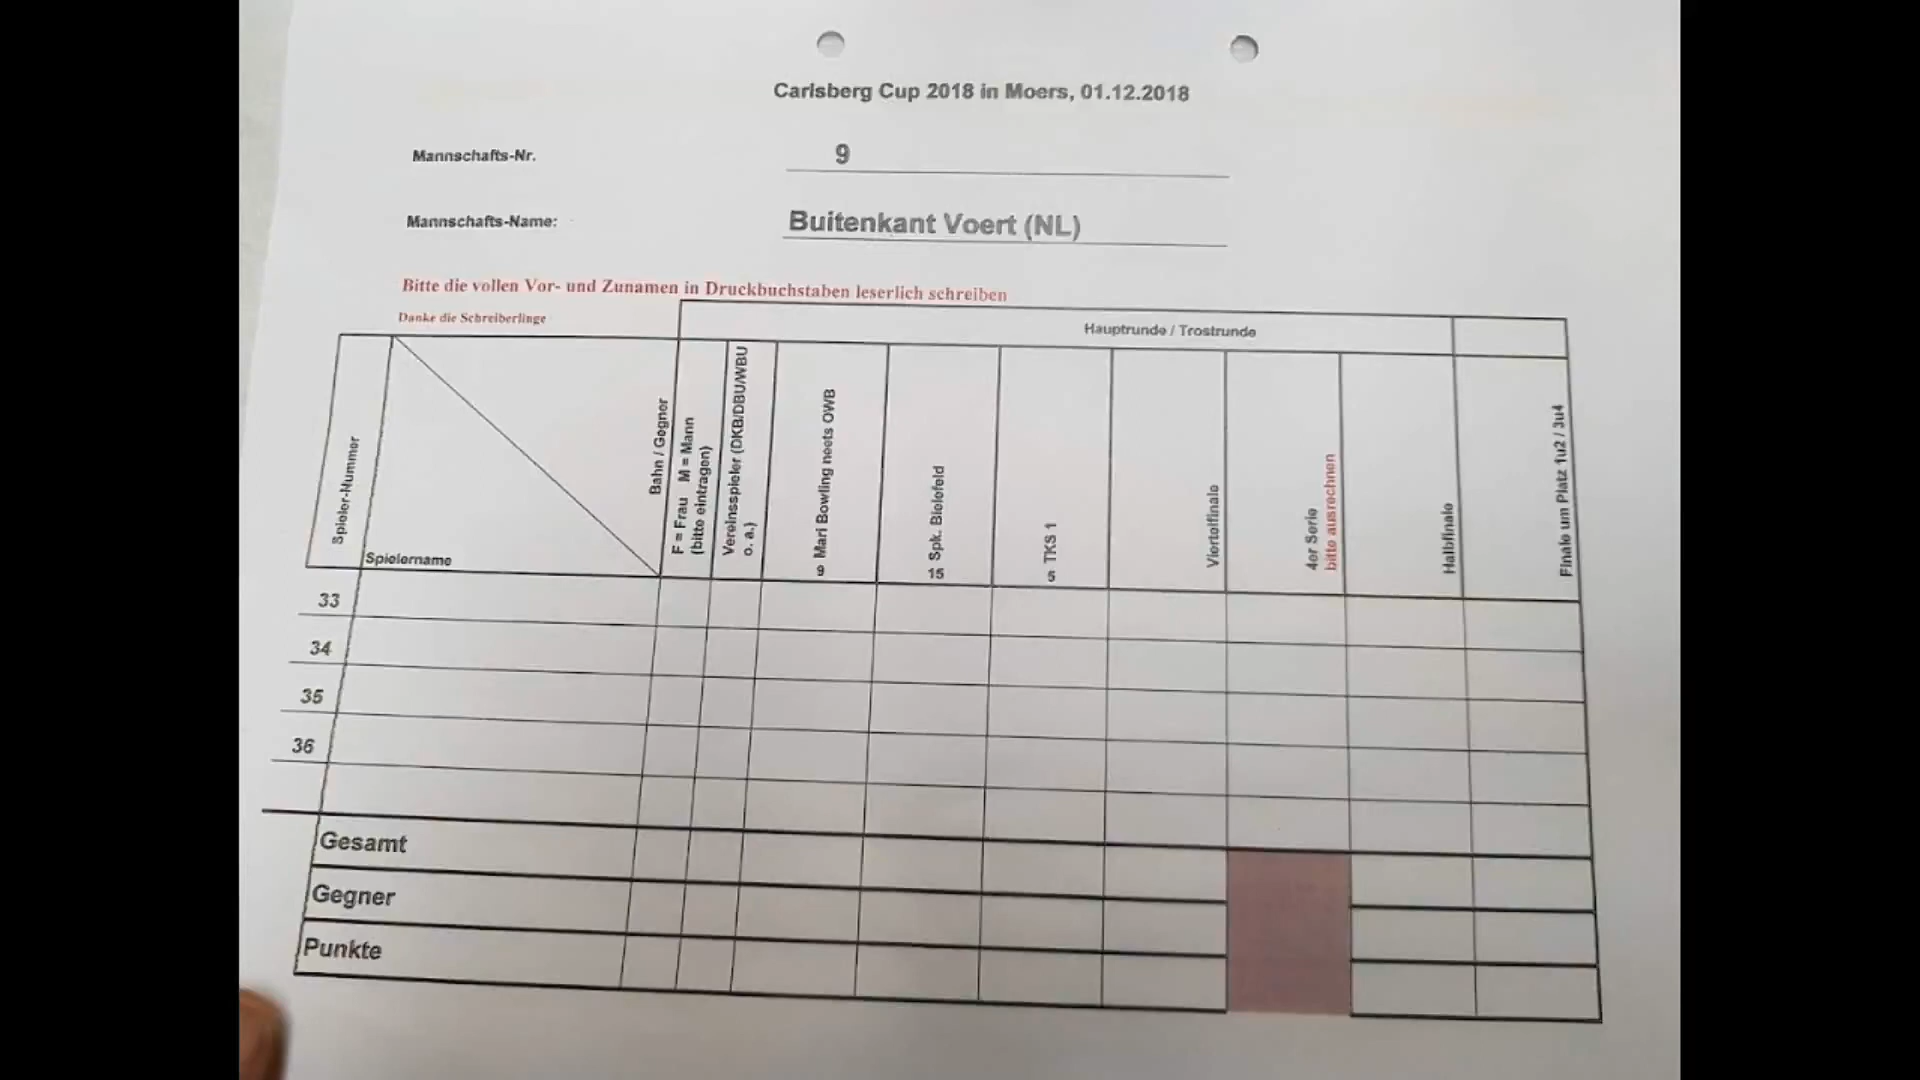 Carlsberg Cup 2018 in Moers, 01.12.2018
Mannschafts-Nr. 9
Mannschafts-Name: Buitenkant Voert (NL)
Bitte die vollen Vor- und Zunamen in Druckbuchstaben leserlich schreiben
Danke die Schreiberlinge
Hauptrunde / Trostrunde
Spieler-Nummer
Spielername
Bahn / Gegner
F = Frau M = Mann
(bitte eintragen)
Vereinsspieler (DKB/DBU/WBU
o. a.)
9 Mari Bowling neets OWB
15 Spk. Bielefeld
5 TKS 1
Viertelfinale
4er Serie
bitte ausrechnen
Halbfinale
Finale um Platz 1u2 / 3u4
33
34
35
36
Gesamt
Gegner
Punkte